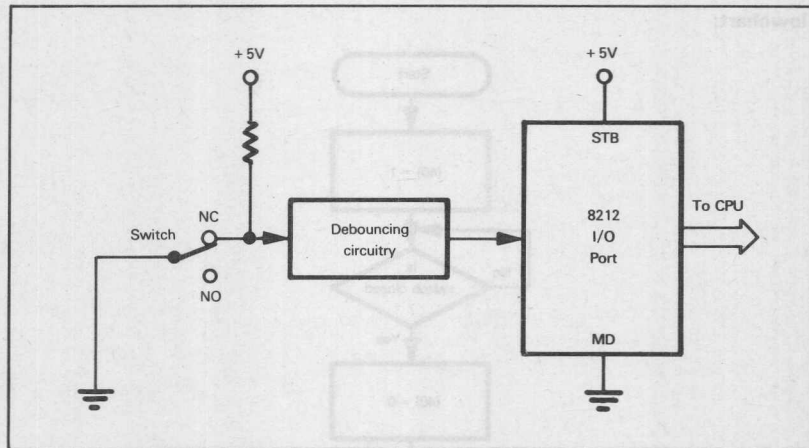 + 5V
+ 5V
STB
Switch
NC
NO
Debouncing
circuitry
8212
I/O
Port
To CPU
MD